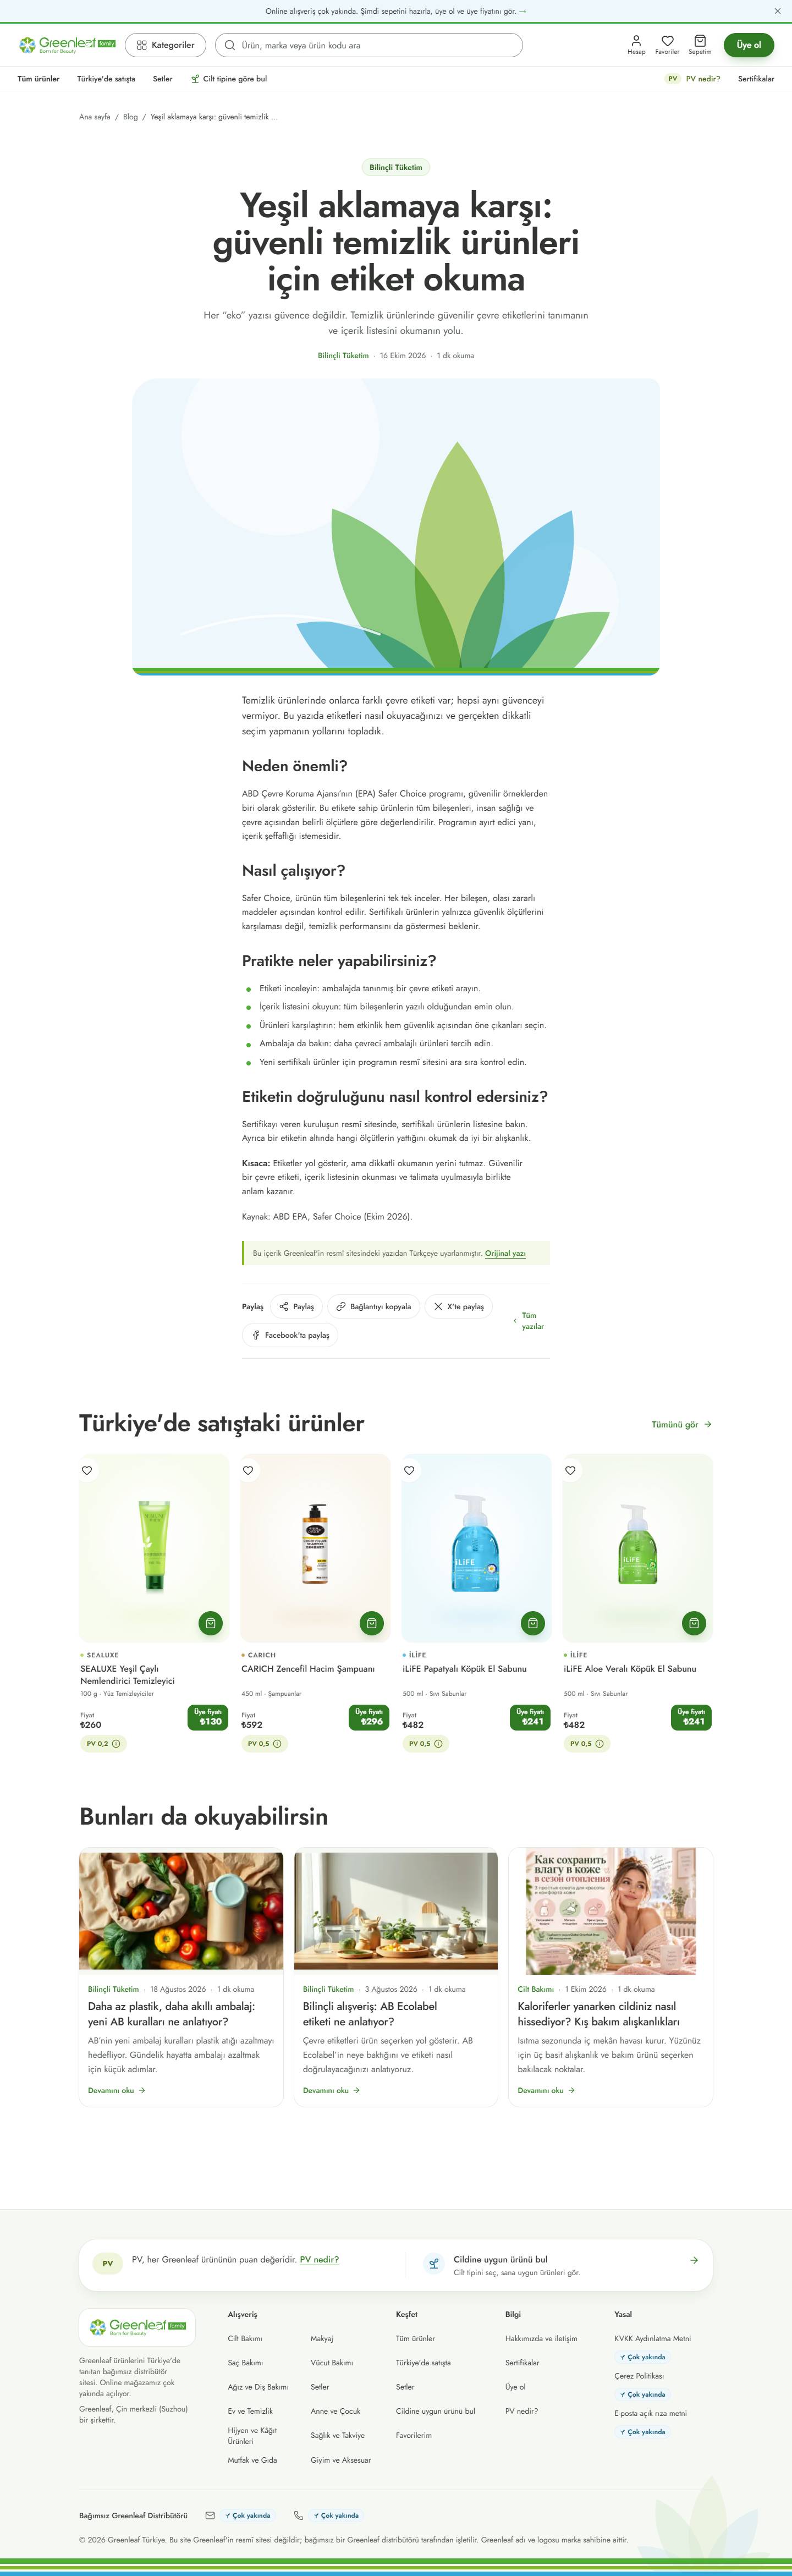 Online alışveriş çok yakında. Şimdi sepetini hazırla, üye ol ve üye fiyatını gör. →
Greenleaf family
Born for Beauty
Kategoriler
Ürün, marka veya ürün kodu ara
Hesap
Favoriler
Sepetim
Üye ol
Tüm ürünler
Türkiye'de satışta
Setler
Cilt tipine göre bul
PV PV nedir?
Sertifikalar
Ana sayfa / Blog / Yeşil aklamaya karşı: güvenli temizlik ...
Bilinçli Tüketim
Yeşil aklamaya karşı:
güvenli temizlik ürünleri
için etiket okuma
Her “eko” yazısı güvence değildir. Temizlik ürünlerinde güvenilir çevre etiketlerini tanımanın
ve içerik listesini okumanın yolu.
Bilinçli Tüketim · 16 Ekim 2026 · 1 dk okuma
Temizlik ürünlerinde onlarca farklı çevre etiketi var; hepsi aynı güvenceyi
vermiyor. Bu yazıda etiketleri nasıl okuyacağınızı ve gerçekten dikkatli
seçim yapmanın yollarını topladık.
Neden önemli?
ABD Çevre Koruma Ajansı’nın (EPA) Safer Choice programı, güvenilir örneklerden
biri olarak gösterilir. Bu etikete sahip ürünlerin tüm bileşenleri, insan sağlığı ve
çevre açısından belirli ölçütlere göre değerlendirilir. Programın ayırt edici yanı,
içerik şeffaflığı istemesidir.
Nasıl çalışıyor?
Safer Choice, ürünün tüm bileşenlerini tek tek inceler. Her bileşen, olası zararlı
maddeler açısından kontrol edilir. Sertifikalı ürünlerin yalnızca güvenlik ölçütlerini
karşılaması değil, temizlik performansını da göstermesi beklenir.
Pratikte neler yapabilirsiniz?
Etiketi inceleyin: ambalajda tanınmış bir çevre etiketi arayın.
İçerik listesini okuyun: tüm bileşenlerin yazılı olduğundan emin olun.
Ürünleri karşılaştırın: hem etkinlik hem güvenlik açısından öne çıkanları seçin.
Ambalaja da bakın: daha çevreci ambalajlı ürünleri tercih edin.
Yeni sertifikalı ürünler için programın resmî sitesini ara sıra kontrol edin.
Etiketin doğruluğunu nasıl kontrol edersiniz?
Sertifikayı veren kuruluşun resmî sitesinde, sertifikalı ürünlerin listesine bakın.
Ayrıca bir etiketin altında hangi ölçütlerin yattığını okumak da iyi bir alışkanlık.
Kısaca: Etiketler yol gösterir, ama dikkatli okumanın yerini tutmaz. Güvenilir
bir çevre etiketi, içerik listesinin okunması ve talimata uyulmasıyla birlikte
anlam kazanır.
Kaynak: ABD EPA, Safer Choice (Ekim 2026).
Bu içerik Greenleaf'in resmî sitesindeki yazıdan Türkçeye uyarlanmıştır. Orijinal yazı
Paylaş
Paylaş
Bağlantıyı kopyala
X'te paylaş
Facebook'ta paylaş
‹ Tüm
yazılar
Türkiye'de satıştaki ürünler
Tümünü gör →
iLiFE
iLiFE
SEALUXE
SEALUXE Yeşil Çaylı
Nemlendirici Temizleyici
100 g · Yüz Temizleyiciler
Fiyat
₺260
Üye fiyatı
₺130
PV 0,2
CARICH
CARICH Zencefil Hacim Şampuanı
450 ml · Şampuanlar
Fiyat
₺592
Üye fiyatı
₺296
PV 0,5
İLİFE
iLiFE Papatyalı Köpük El Sabunu
500 ml · Sıvı Sabunlar
Fiyat
₺482
Üye fiyatı
₺241
PV 0,5
İLİFE
iLiFE Aloe Veralı Köpük El Sabunu
500 ml · Sıvı Sabunlar
Fiyat
₺482
Üye fiyatı
₺241
PV 0,5
Bunları da okuyabilirsin
Bilinçli Tüketim · 18 Ağustos 2026 · 1 dk okuma
Daha az plastik, daha akıllı ambalaj:
yeni AB kuralları ne anlatıyor?
AB’nin yeni ambalaj kuralları plastik atığı azaltmayı
hedefliyor. Gündelik hayatta ambalajı azaltmak
için küçük adımlar.
Devamını oku →
Bilinçli Tüketim · 3 Ağustos 2026 · 1 dk okuma
Bilinçli alışveriş: AB Ecolabel
etiketi ne anlatıyor?
Çevre etiketleri ürün seçerken yol gösterir. AB
Ecolabel’in neye baktığını ve etiketi nasıl
doğrulayacağınızı anlatıyoruz.
Devamını oku →
Как сохранить
влагу в коже
в сезон отопления
Cilt Bakımı · 1 Ekim 2026 · 1 dk okuma
Kaloriferler yanarken cildiniz nasıl
hissediyor? Kış bakım alışkanlıkları
Isıtma sezonunda iç mekân havası kurur. Yüzünüz
için üç basit alışkanlık ve bakım ürünü seçerken
bakılacak noktalar.
Devamını oku →
PV
PV, her Greenleaf ürününün puan değeridir. PV nedir?
Cildine uygun ürünü bul
Cilt tipini seç, sana uygun ürünleri gör.
Greenleaf family
Born for Beauty
Greenleaf ürünlerini Türkiye'de
tanıtan bağımsız distribütör
sitesi. Online mağazamız çok
yakında açılıyor.
Greenleaf, Çin merkezli (Suzhou)
bir şirkettir.
Alışveriş
Cilt Bakımı
Saç Bakımı
Ağız ve Diş Bakımı
Ev ve Temizlik
Hijyen ve Kâğıt
Ürünleri
Mutfak ve Gıda
Makyaj
Vücut Bakımı
Setler
Anne ve Çocuk
Sağlık ve Takviye
Giyim ve Aksesuar
Keşfet
Tüm ürünler
Türkiye'de satışta
Setler
Cildine uygun ürünü bul
Favorilerim
Bilgi
Hakkımızda ve iletişim
Sertifikalar
Üye ol
PV nedir?
Yasal
KVKK Aydınlatma Metni
Çok yakında
Çerez Politikası
Çok yakında
E-posta açık rıza metni
Çok yakında
Bağımsız Greenleaf Distribütörü
Çok yakında
Çok yakında
© 2026 Greenleaf Türkiye. Bu site Greenleaf'in resmî sitesi değildir; bağımsız bir Greenleaf distribütörü tarafından işletilir. Greenleaf adı ve logosu marka sahibine aittir.